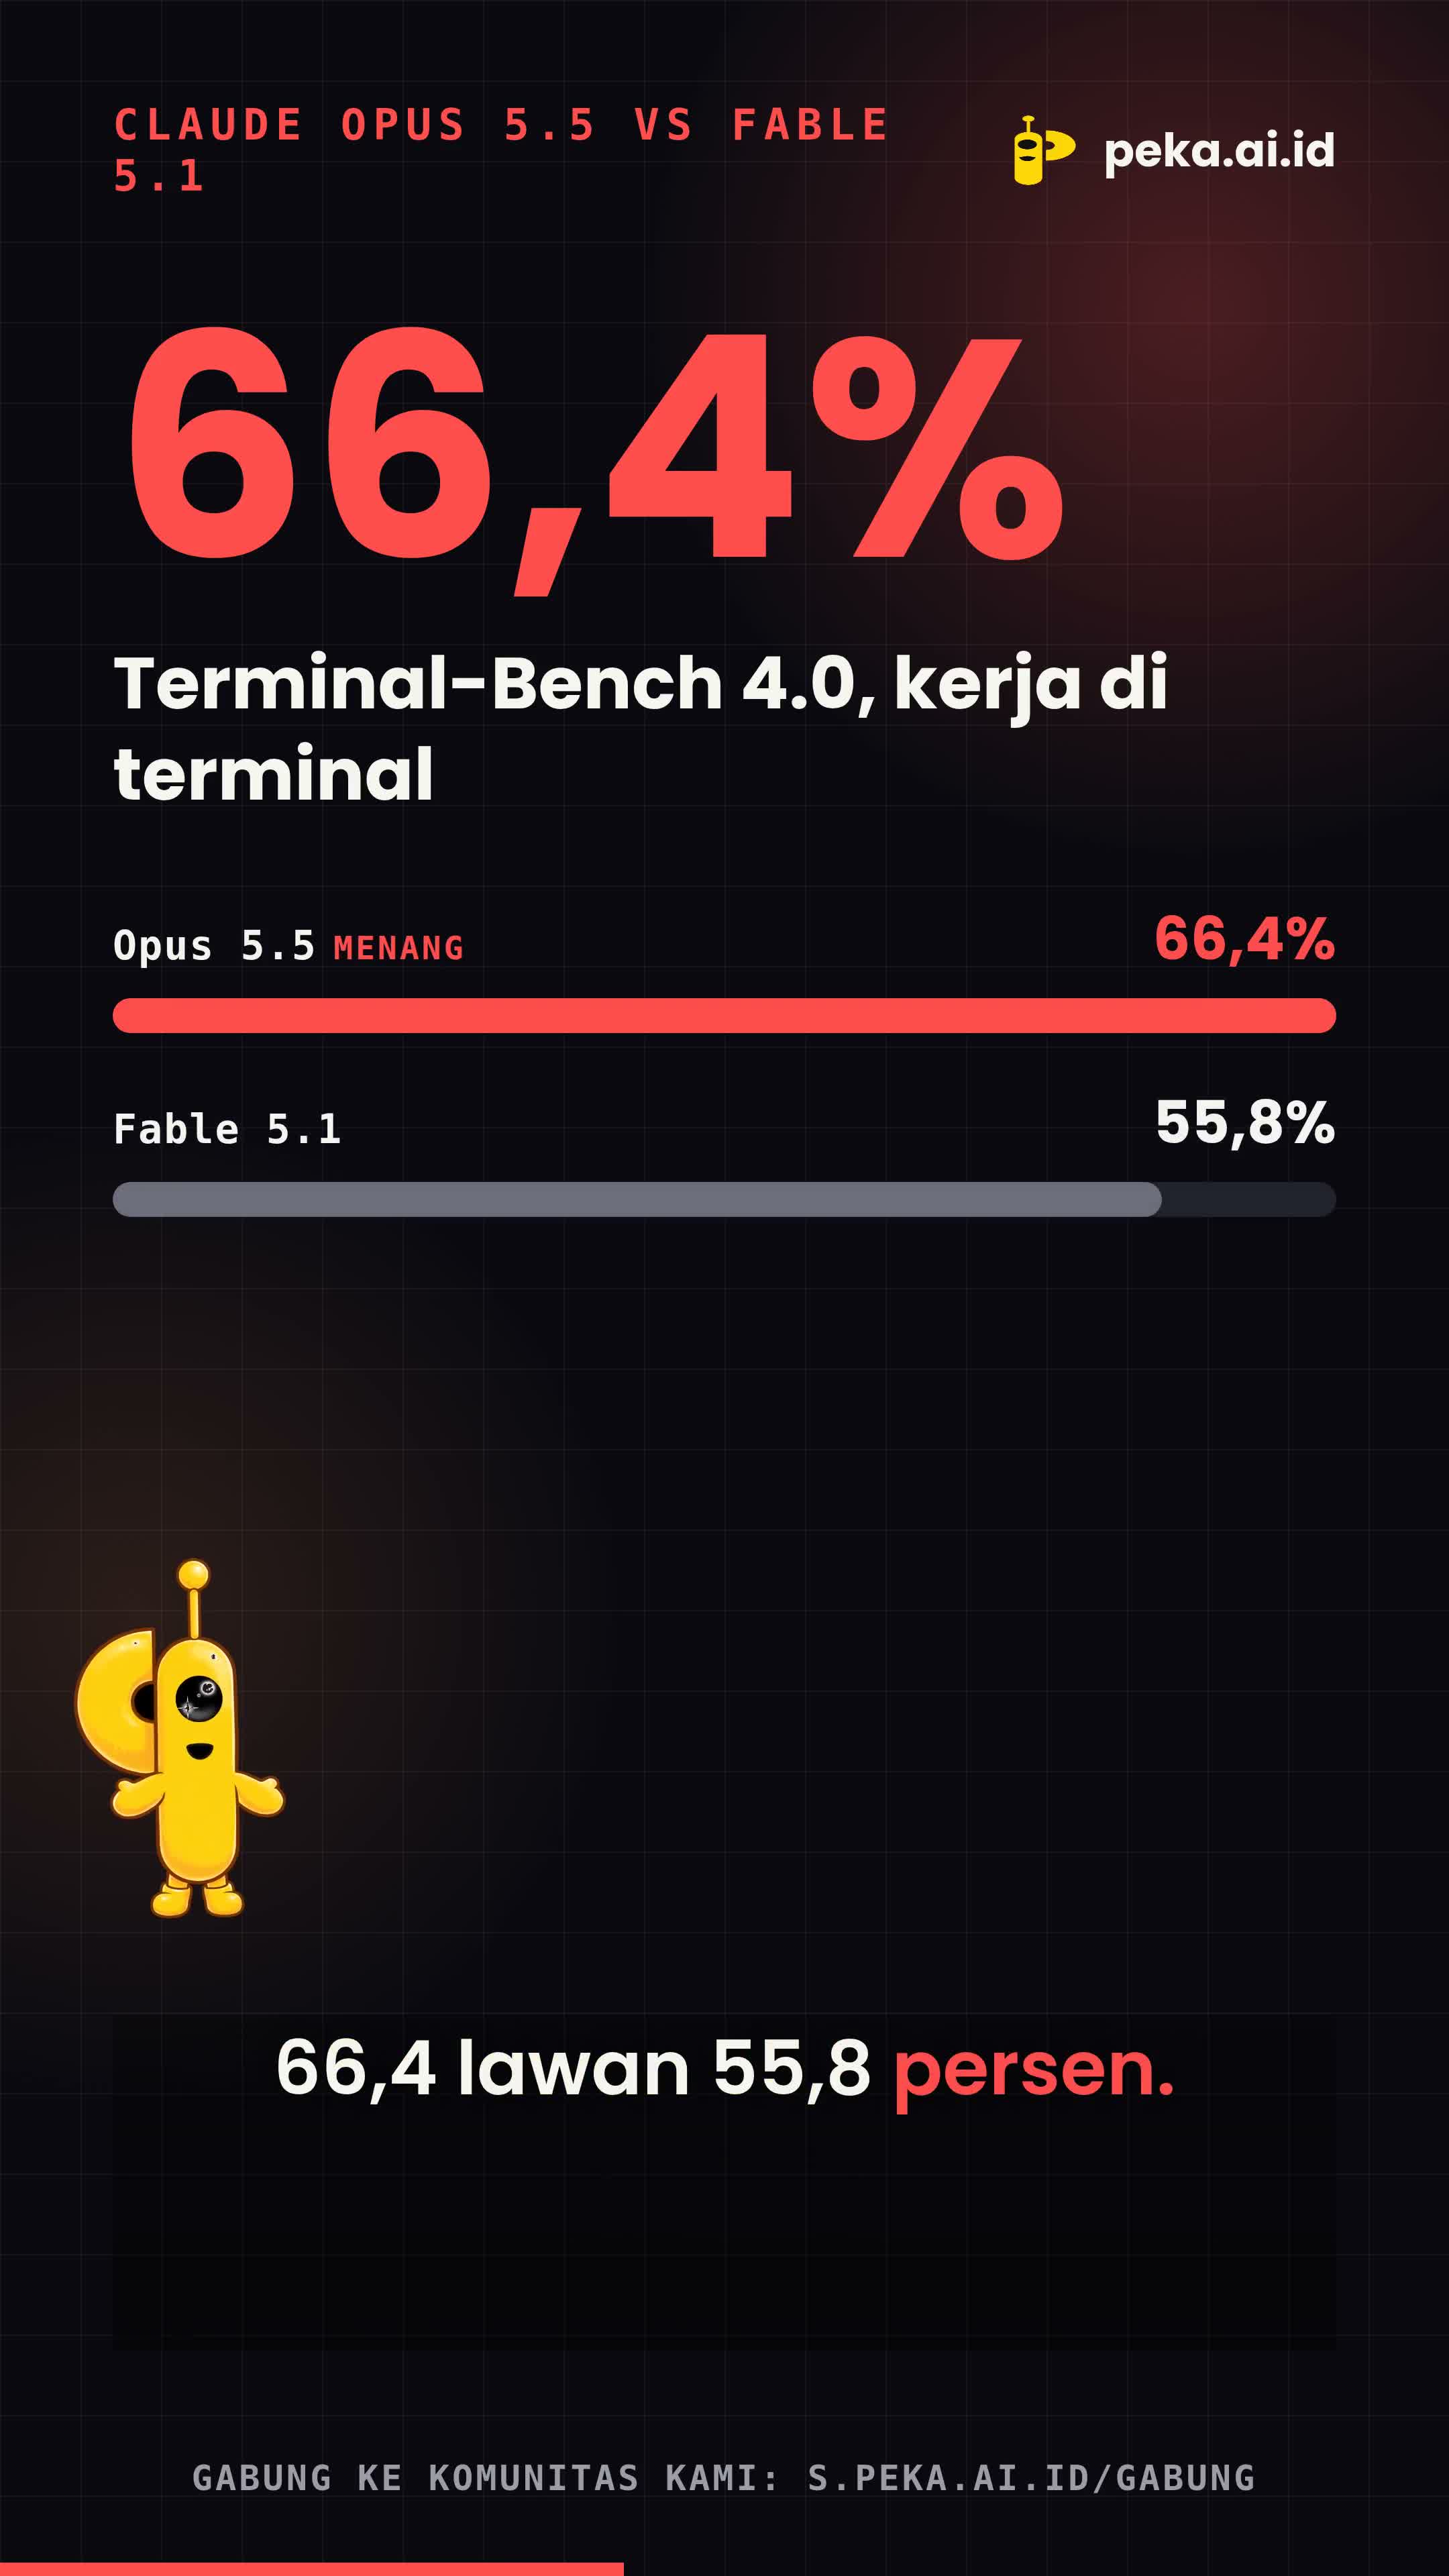 CLAUDE OPUS 5.5 VS FABLE
5.1
peka.ai.id
66,4%
Terminal-Bench 4.0, kerja di
terminal
Opus 5.5 MENANG 66,4%
Fable 5.1 55,8%
66,4 lawan 55,8 persen.
GABUNG KE KOMUNITAS KAMI: S.PEKA.AI.ID/GABUNG